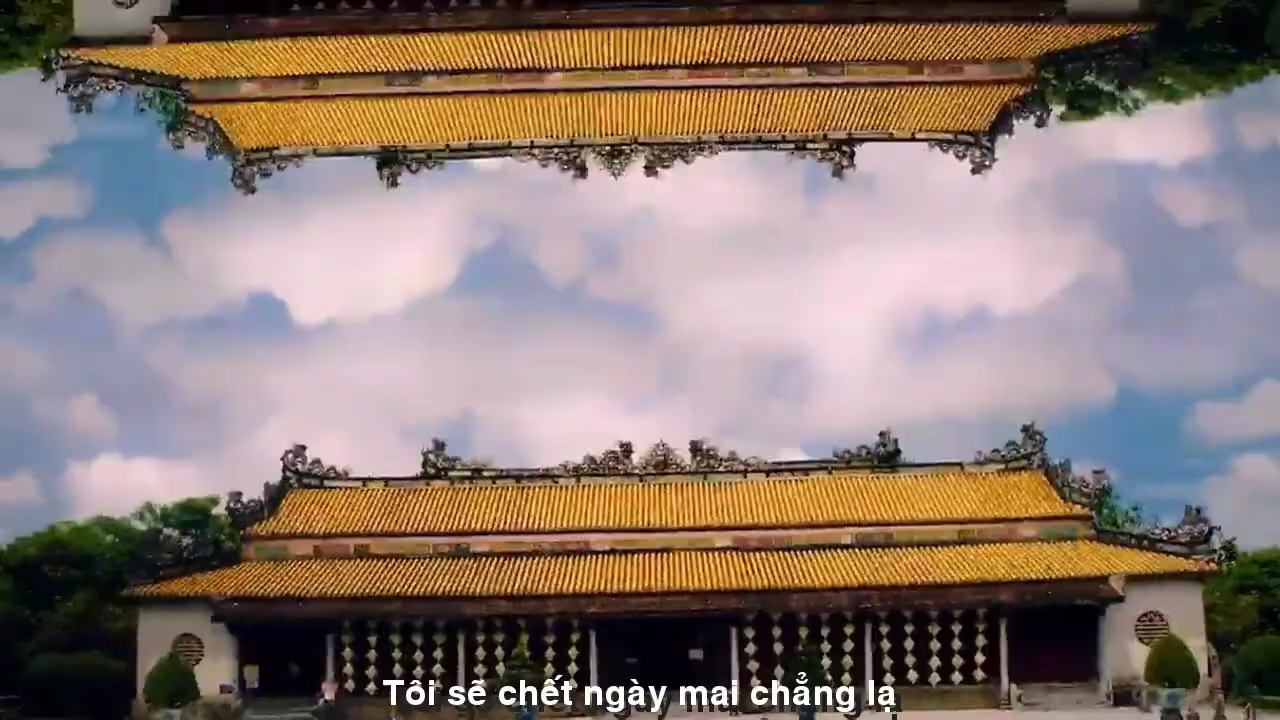 Tôi sẽ chết ngày mai chẳng lạ